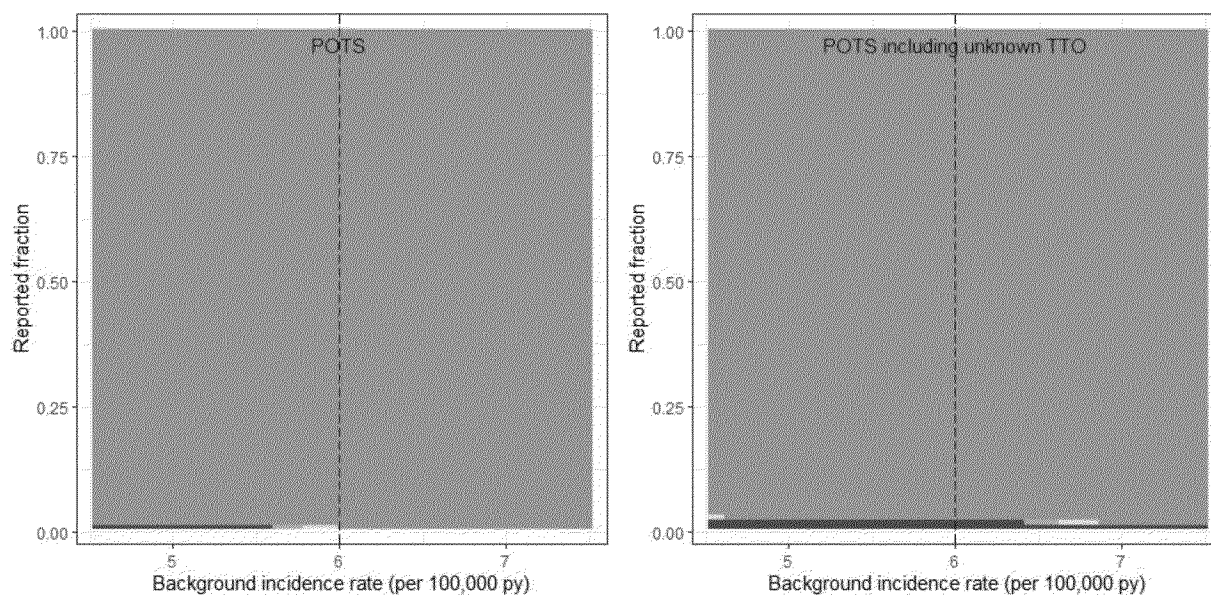 POTS
1.00
0.75
0.50
0.25
0.00
Reported fraction
5
6
7
Background incidence rate (per 100,000 py)
POTS including unknown TTO
1.00
0.75
0.50
0.25
0.00
Reported fraction
5
6
7
Background incidence rate (per 100,000 py)